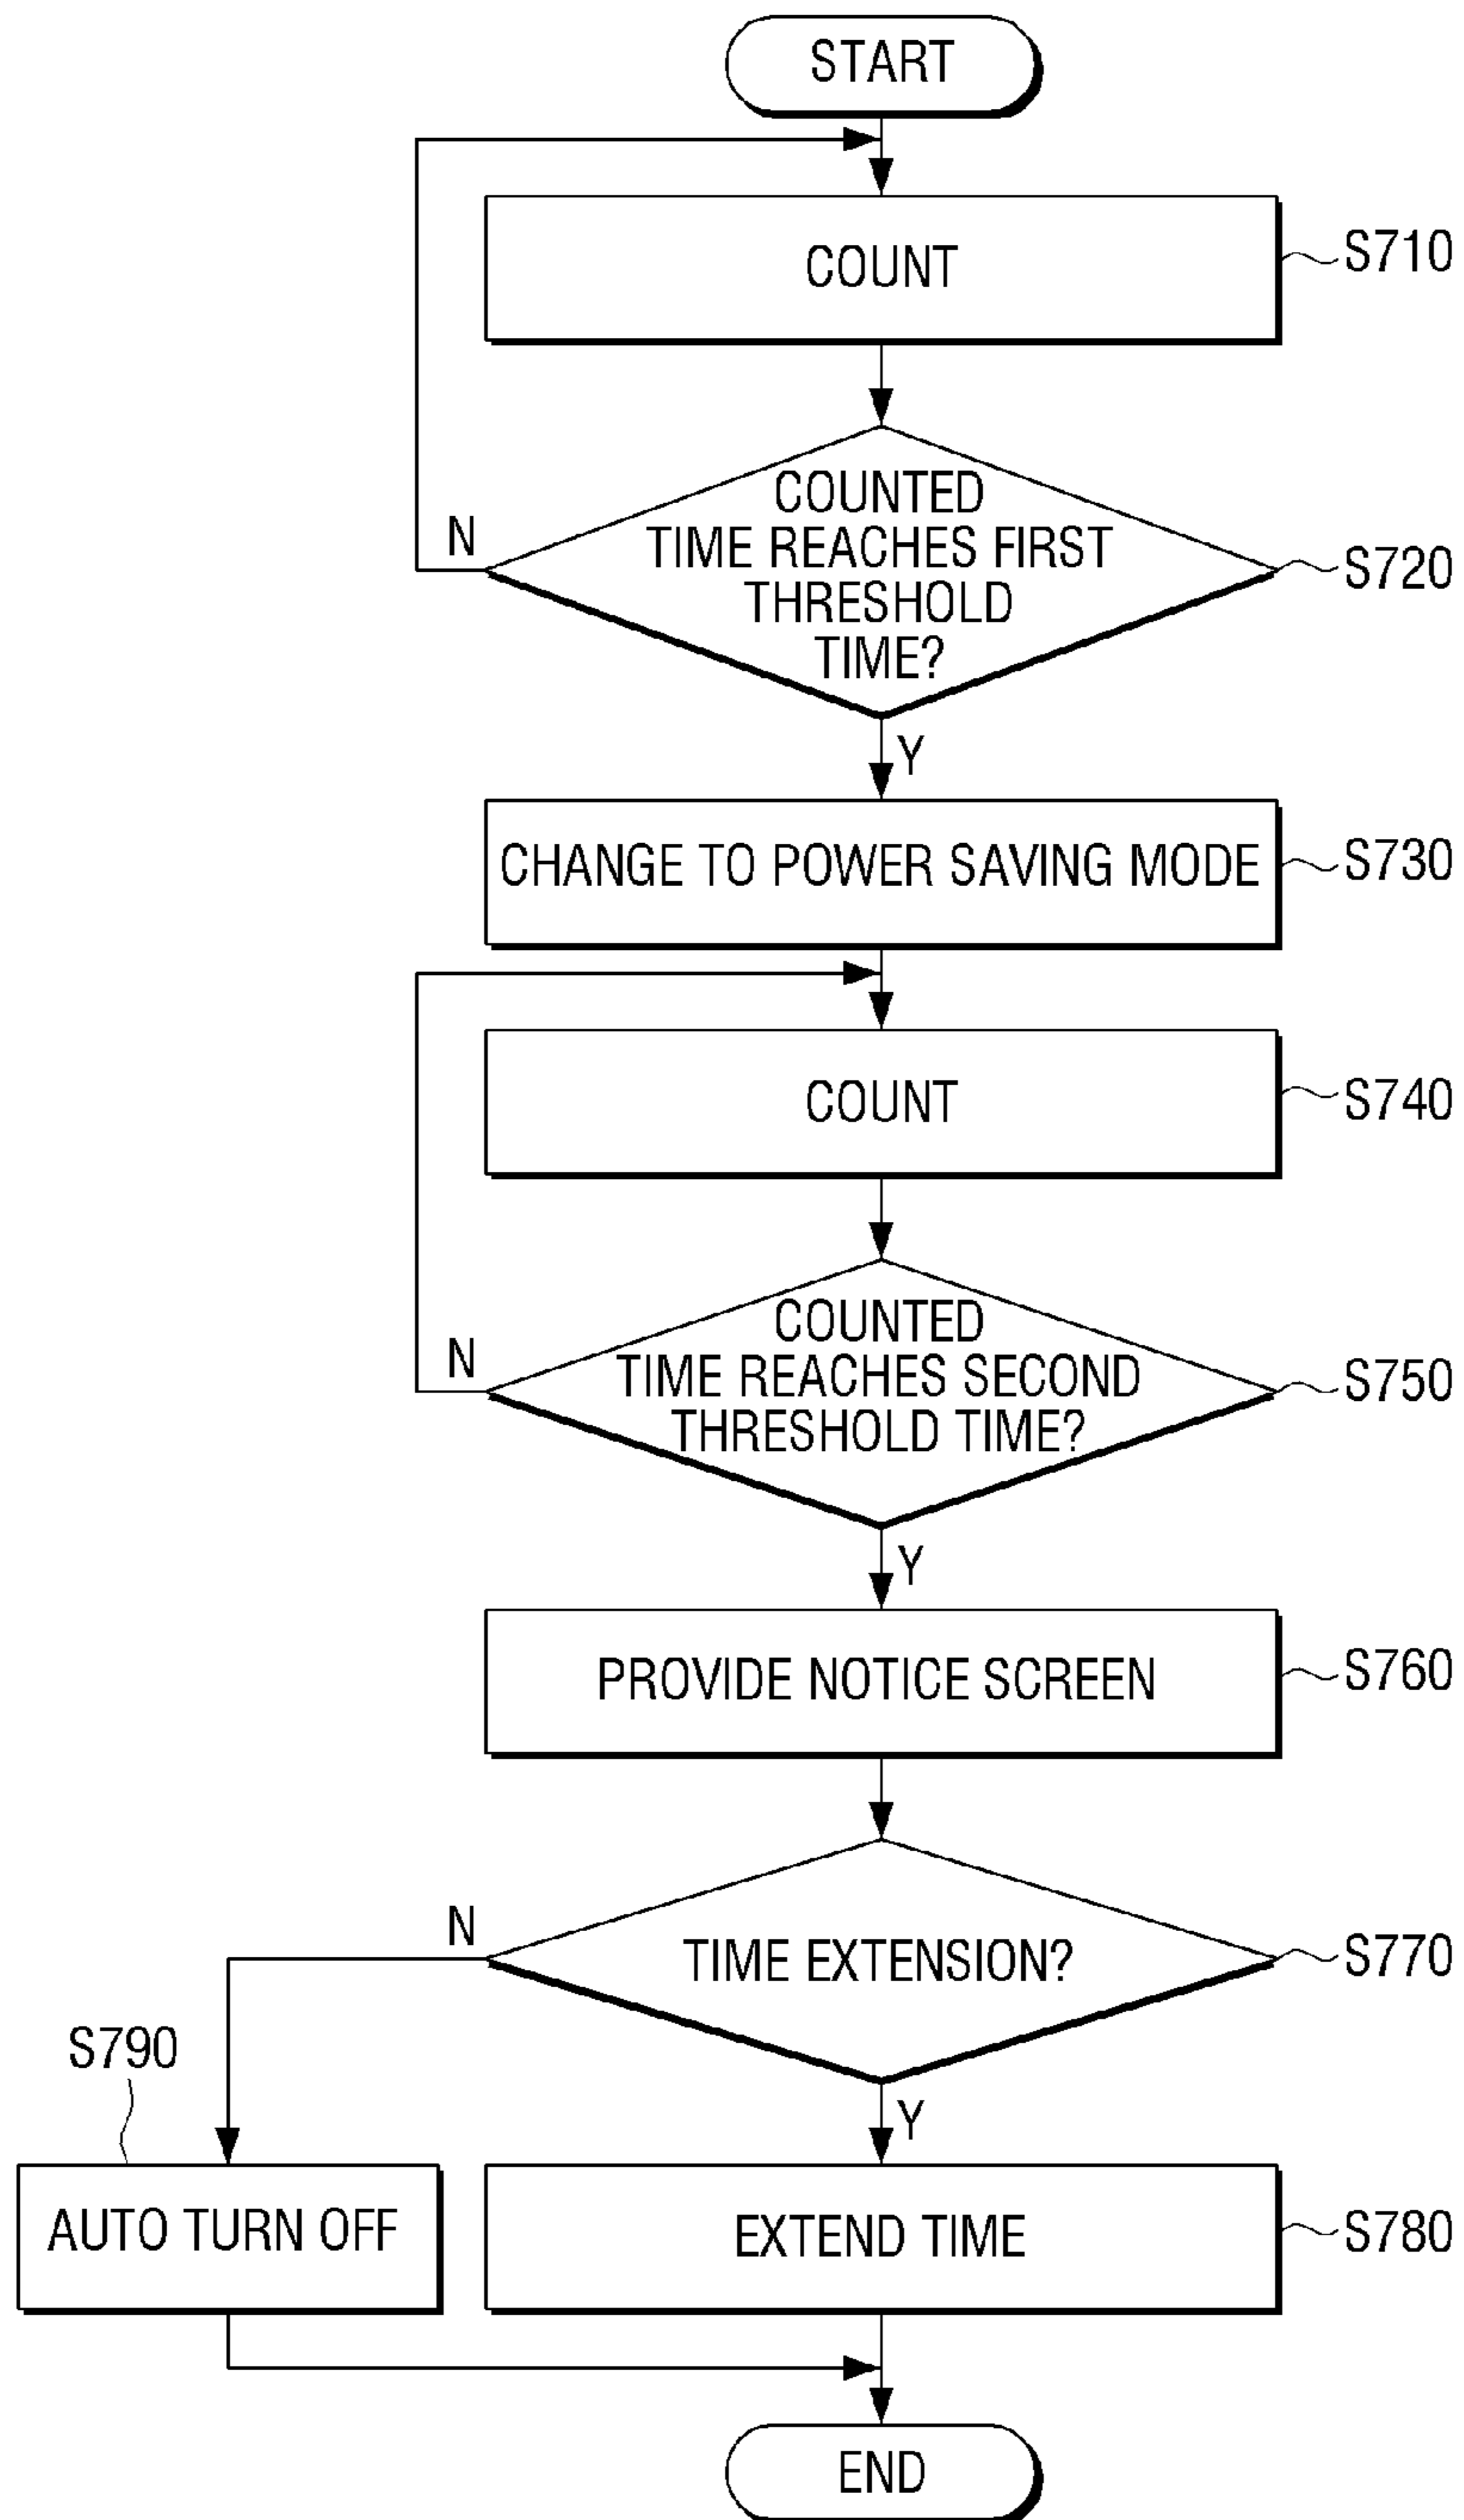 START
COUNT
S710
COUNTED
TIME REACHES FIRST
THRESHOLD
TIME?
N
S720
Y
CHANGE TO POWER SAVING MODE
S730
COUNT
S740
COUNTED
TIME REACHES SECOND
THRESHOLD TIME?
N
S750
Y
PROVIDE NOTICE SCREEN
S760
TIME EXTENSION?
N
S770
Y
S790
AUTO TURN OFF
EXTEND TIME
S780
END